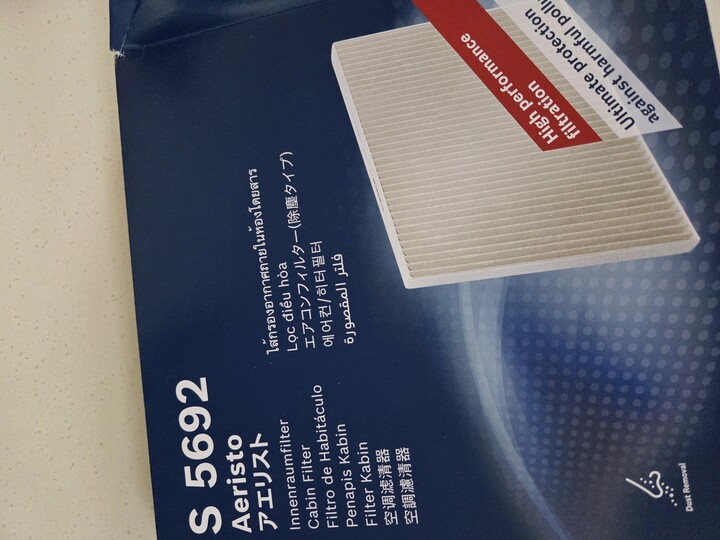 S 5692
Aeristo
アエリスト
Innenraumfilter
Cabin Filter
Filtro de Habitáculo
Penapis Kabin
Filter Kabin
空调滤清器
空調濾清器
ไส้กรองอากาศภายในห้องโดยสาร
Lọc điều hòa
エアコンフィルター(除塵タイプ)
에어컨/히터필터
فلتر المقصورة
High performance
filtration
Ultimate protection
against harmful
Dust Removal